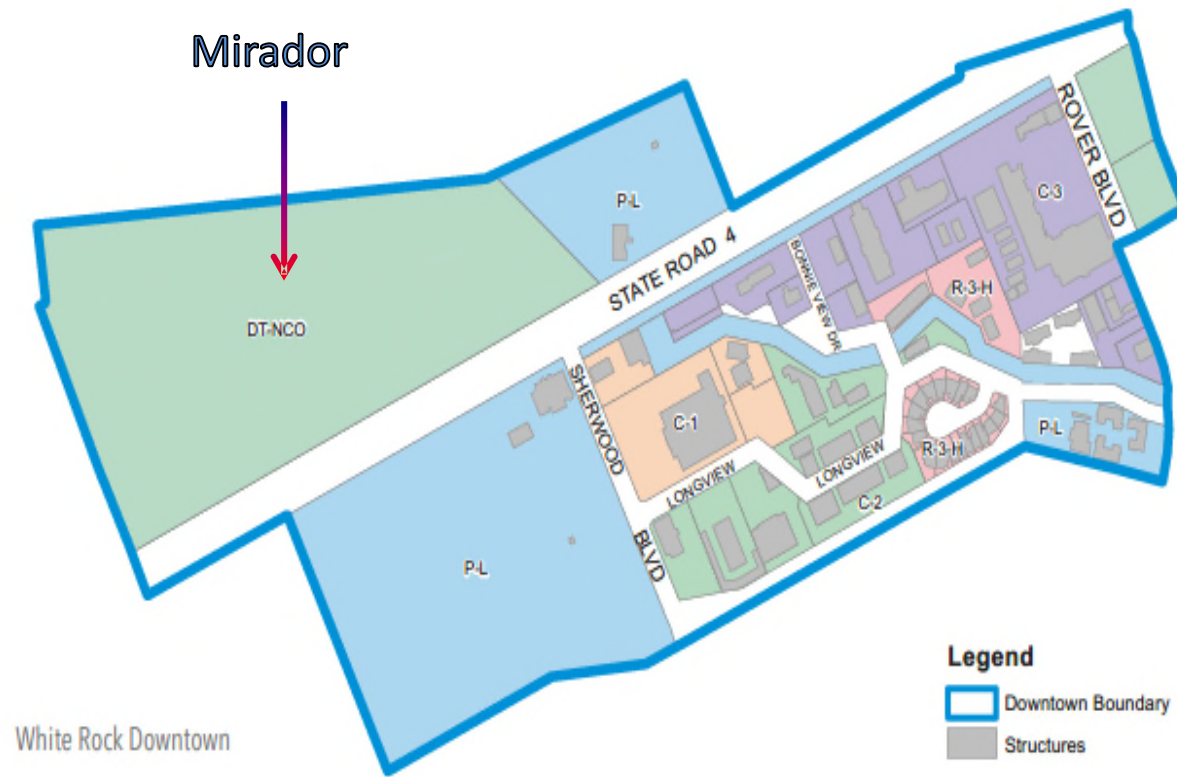 Mirador
ROVER BLVD
P-L
C-3
STATE ROAD 4
BONNIE VIEW DR
R-3-H
DT-NCO
SHERWOOD
BLVD
C-1
P-L
LONGVIEW
LONGVIEW
R-3-H
C-2
P-L
Legend
Downtown Boundary
Structures
White Rock Downtown